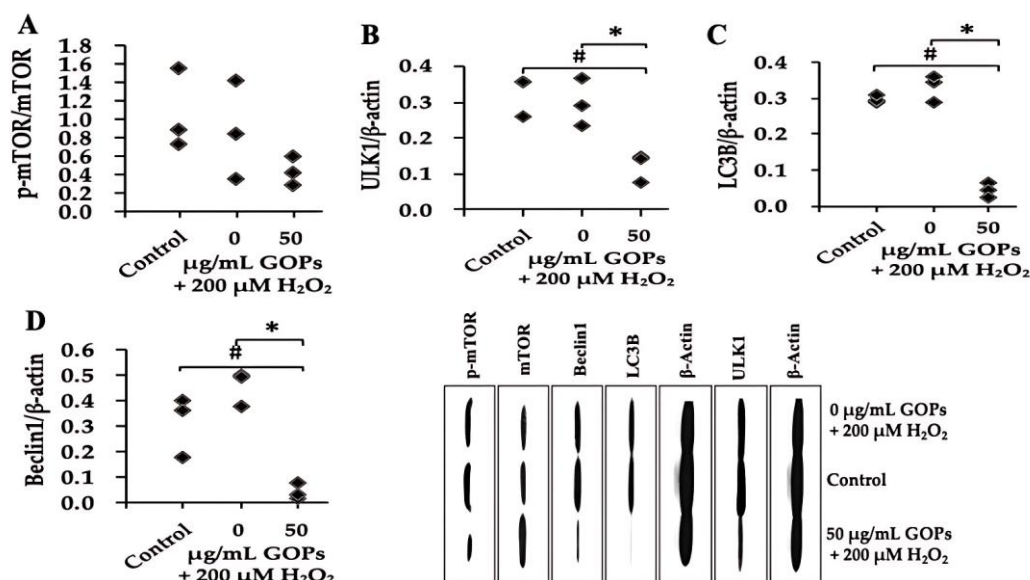 A
p-mTOR/mTOR
1.8
1.6
1.4
1.2
1.0
0.8
0.6
0.4
0.2
0.0
Control
0
50
µg/mL GOPs
+ 200 µM H₂O₂
B
*
#
ULK1/β-actin
0.4
0.3
0.2
0.1
0.0
Control
0
50
µg/mL GOPs
+ 200 µM H₂O₂
C
*
#
LC3B/β-actin
0.4
0.3
0.2
0.1
0.0
Control
0
50
µg/mL GOPs
+ 200 µM H₂O₂
D
*
#
Beclin1/β-actin
0.6
0.5
0.4
0.3
0.2
0.1
0.0
Control
0
50
µg/mL GOPs
+ 200 µM H₂O₂
p-mTOR
mTOR
Beclin1
LC3B
β-Actin
ULK1
β-Actin
0 µg/mL GOPs
+ 200 µM H₂O₂
Control
50 µg/mL GOPs
+ 200 µM H₂O₂